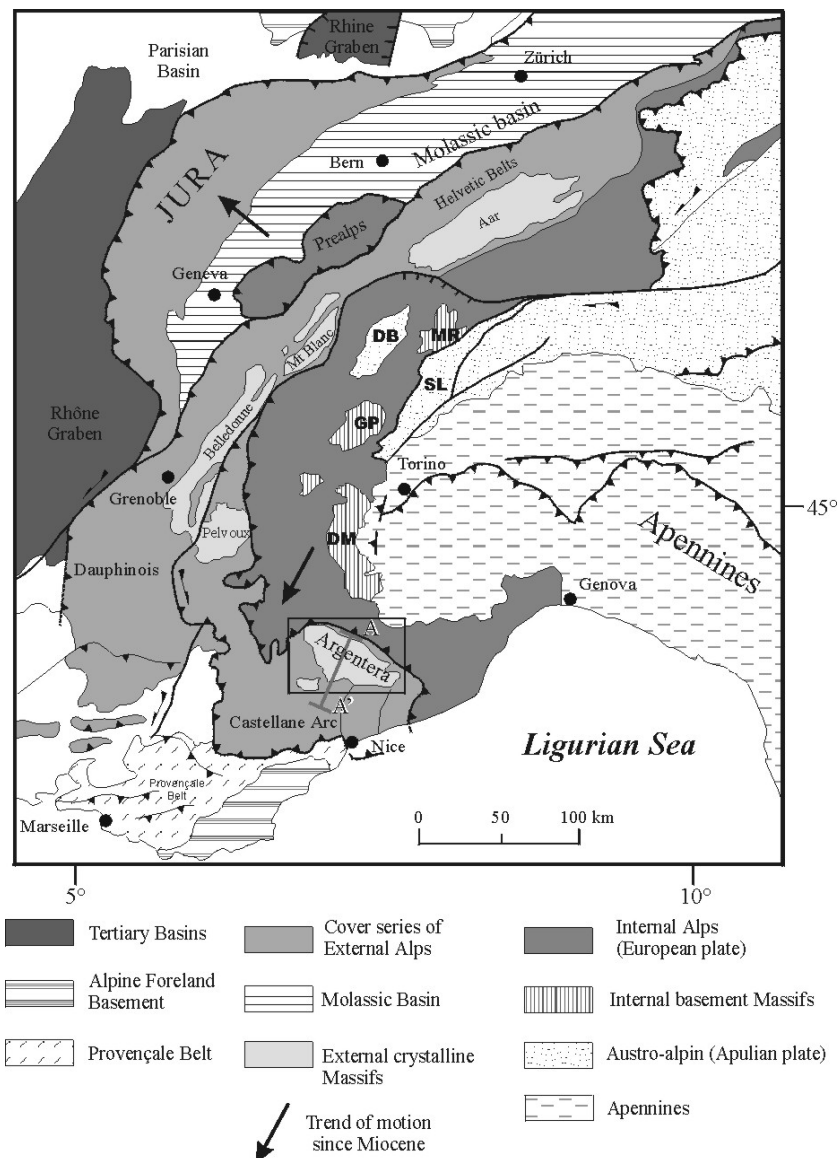 Parisian
Basin
Rhine
Graben
Zürich
Molassic basin
Bern
JURA
Helvetic Belts
Aar
Prealps
Geneva
Mt Blanc
DB
MR
SL
Rhône
Graben
Belledonne
GP
Torino
Grenoble
45°
Pelvoux
DM
Apennines
Dauphinois
Genova
A
Argentera
A'
Castellane Arc
Nice
Ligurian Sea
Provençale
Belt
Marseille
0 50 100 km
5° 10°
Tertiary Basins
Cover series of
External Alps
Internal Alps
(European plate)
Alpine Foreland
Basement
Molassic Basin
Internal basement Massifs
Provençale Belt
External crystalline
Massifs
Austro-alpin (Apulian plate)
Trend of motion
since Miocene
Apennines